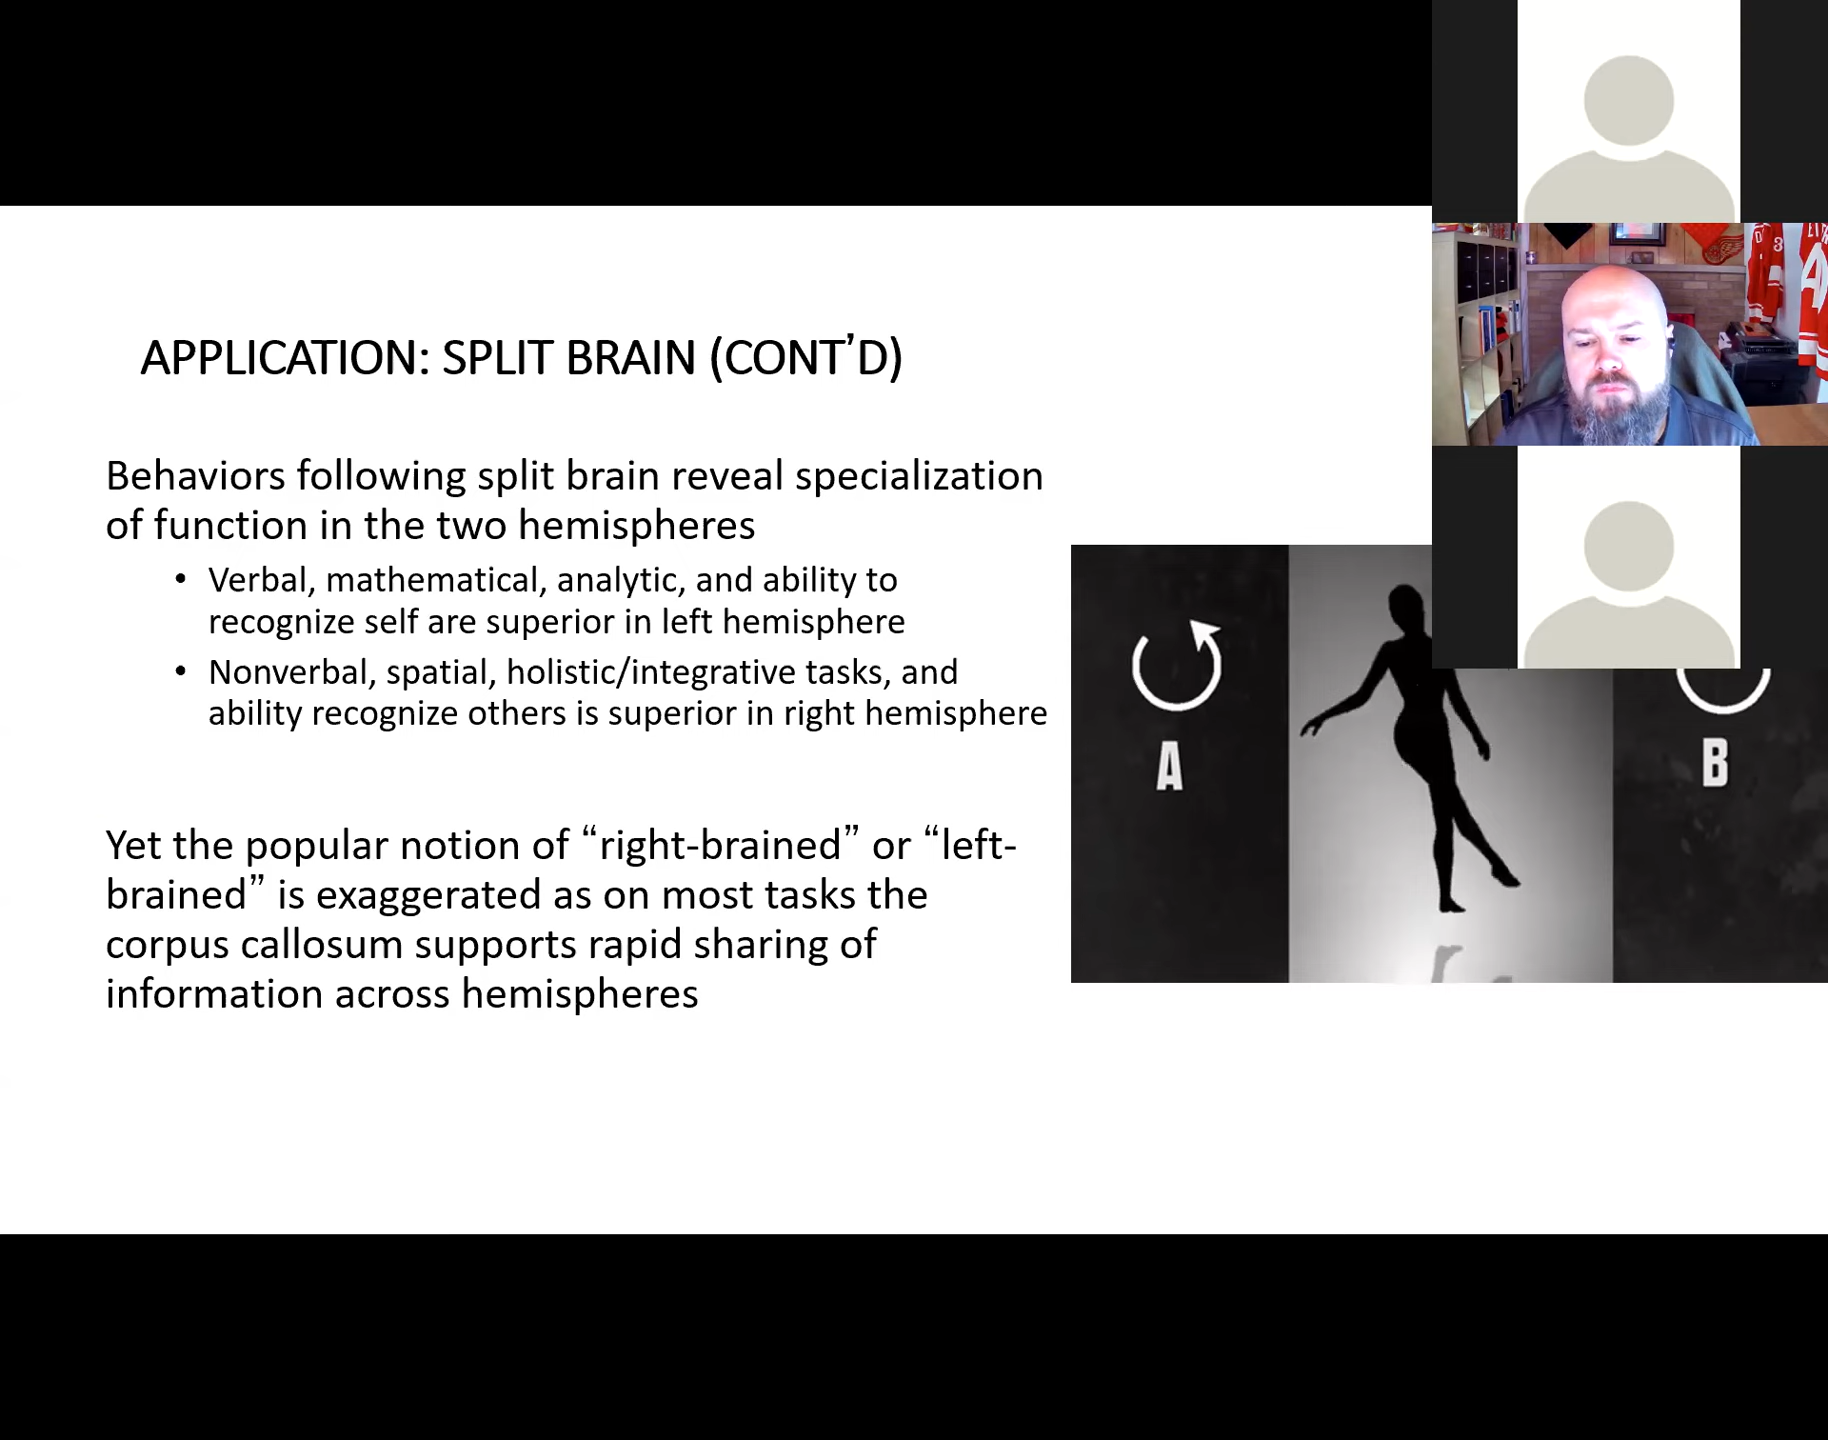 APPLICATION: SPLIT BRAIN (CONT’D)
Behaviors following split brain reveal specialization
of function in the two hemispheres
• Verbal, mathematical, analytic, and ability to
recognize self are superior in left hemisphere
• Nonverbal, spatial, holistic/integrative tasks, and
ability recognize others is superior in right hemisphere
Yet the popular notion of “right-brained” or “left-
brained” is exaggerated as on most tasks the
corpus callosum supports rapid sharing of
information across hemispheres
A
B